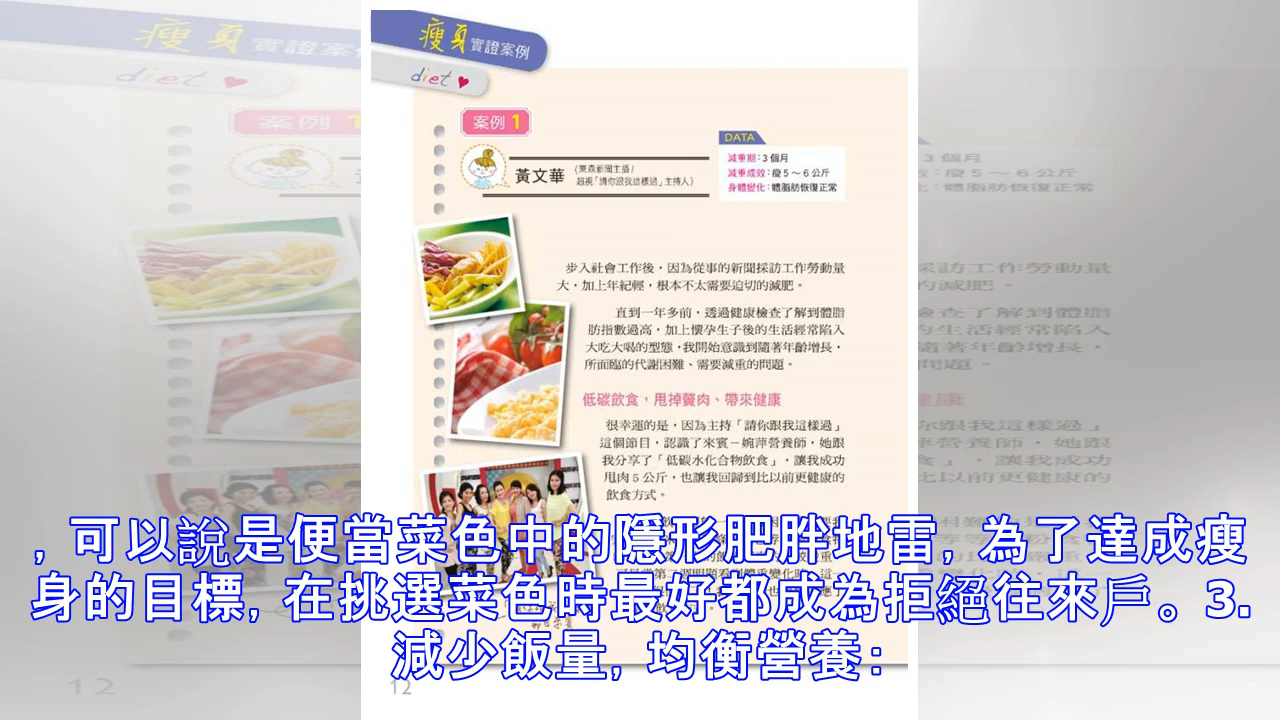 瘦身實證案例
diet
案例 1
黃文華
(東森新聞主播/
超視「請你跟我這樣過」主持人)
DATA
減重期:3 個月
減重成效:瘦 5 ～ 6 公斤
身體變化:體脂肪恢復正常
步入社會工作後，因為從事的新聞採訪工作勞動量
大，加上年紀輕，根本不太需要迫切的減肥。
直到一年多前，透過健康檢查了解到體脂
肪指數過高，加上懷孕生子後的生活經常陷入
大吃大喝的型態，我開始意識到隨著年齡增長，
所面臨的代謝困難、需要減重的問題。
低碳飲食，甩掉贅肉、帶來健康
很幸運的是，因為主持「請你跟我這樣過」
這個節目，認識了來賓－婉萍營養師，她跟
我分享了「低碳水化合物飲食」，讓我成功
甩肉 5 公斤，也讓我回歸到比以前更健康的
飲食方式。
, 可以說是便當菜色中的隱形肥胖地雷, 為了達成瘦
身的目標, 在挑選菜色時最好都成為拒絕往來戶。3.
減少飯量, 均衡營養:
12